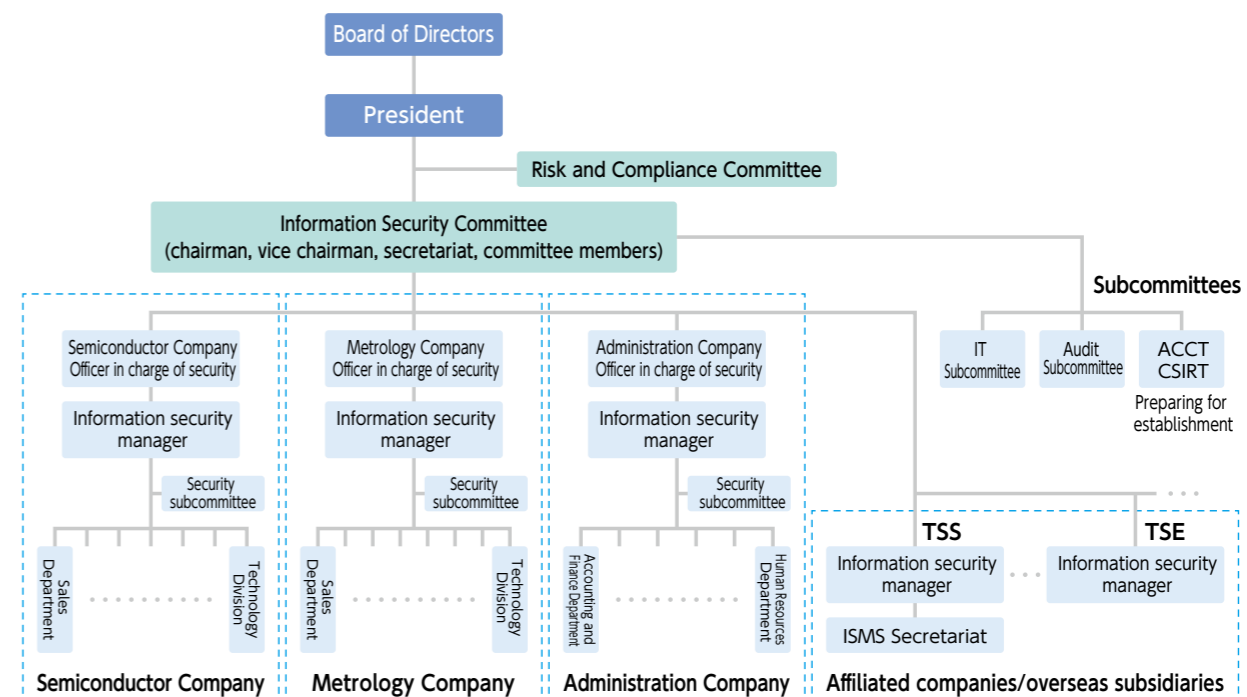 Board of Directors
President
Risk and Compliance Committee
Information Security Committee
(chairman, vice chairman, secretariat, committee members)
Subcommittees
IT
Subcommittee
Audit
Subcommittee
ACCT
CSIRT
Preparing for
establishment
Semiconductor Company
Officer in charge of security
Information security
manager
Security
subcommittee
Sales
Department
Technology
Division
Semiconductor Company
Metrology Company
Officer in charge of security
Information security
manager
Security
subcommittee
Sales
Department
Technology
Division
Metrology Company
Administration Company
Officer in charge of security
Information security
manager
Security
subcommittee
Accounting and
Finance Department
Human Resources
Department
Administration Company
TSS
Information security
manager
ISMS Secretariat
TSE
Information security
manager
Affiliated companies/overseas subsidiaries